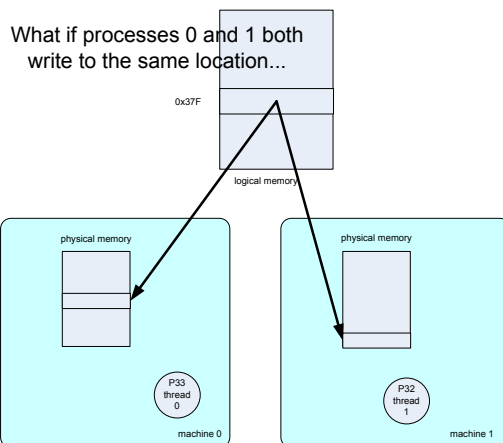 What if processes 0 and 1 both
write to the same location...
0x37F
logical memory
physical memory
P33
thread
0
machine 0
physical memory
P32
thread
1
machine 1